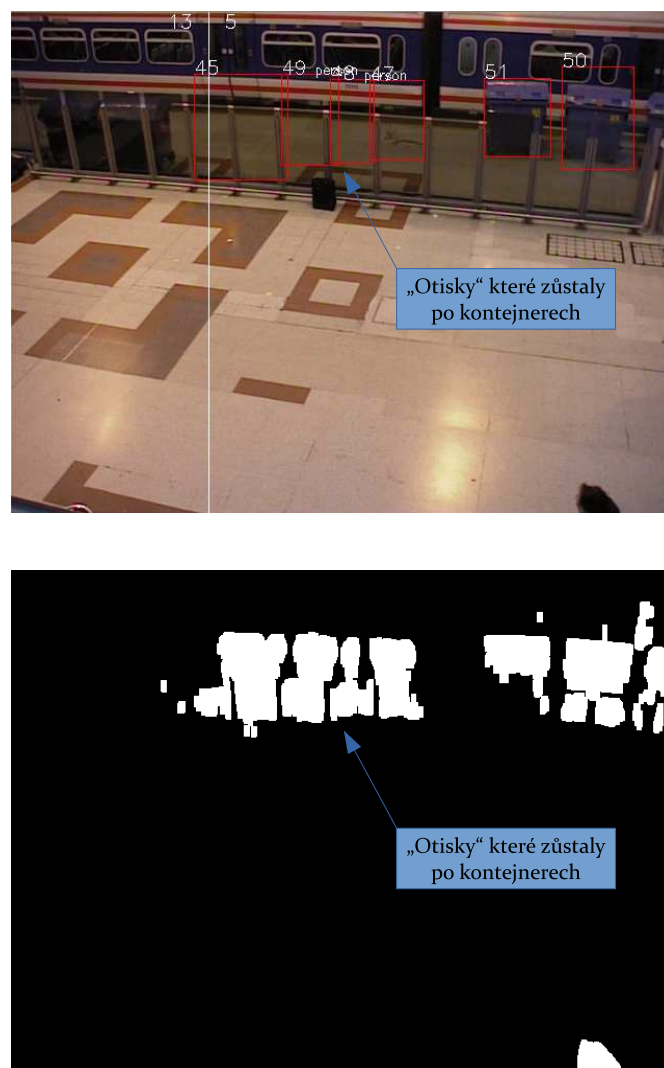 13 5
45
49
person
48
person
47
51
50
„Otisky“ které zůstaly
po kontejnerech
„Otisky“ které zůstaly
po kontejnerech